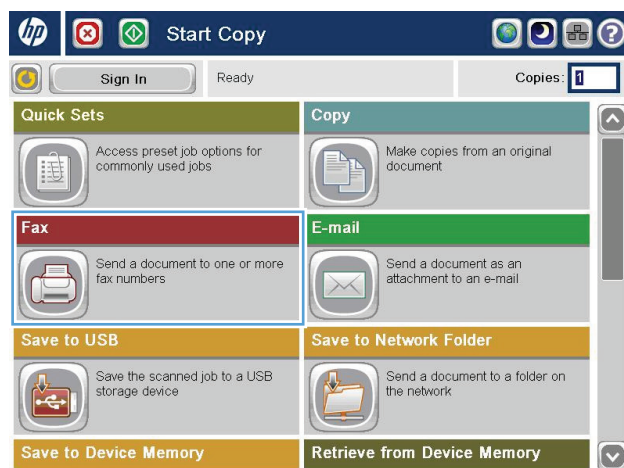 hp
Start Copy
?
Sign In
Ready
Copies: 1
Quick Sets
Copy
Access preset job options for
commonly used jobs
Make copies from an original
document
Fax
E-mail
Send a document to one or more
fax numbers
Send a document as an
attachment to an e-mail
Save to USB
Save to Network Folder
Save the scanned job to a USB
storage device
Send a document to a folder on
the network
Save to Device Memory
Retrieve from Device Memory